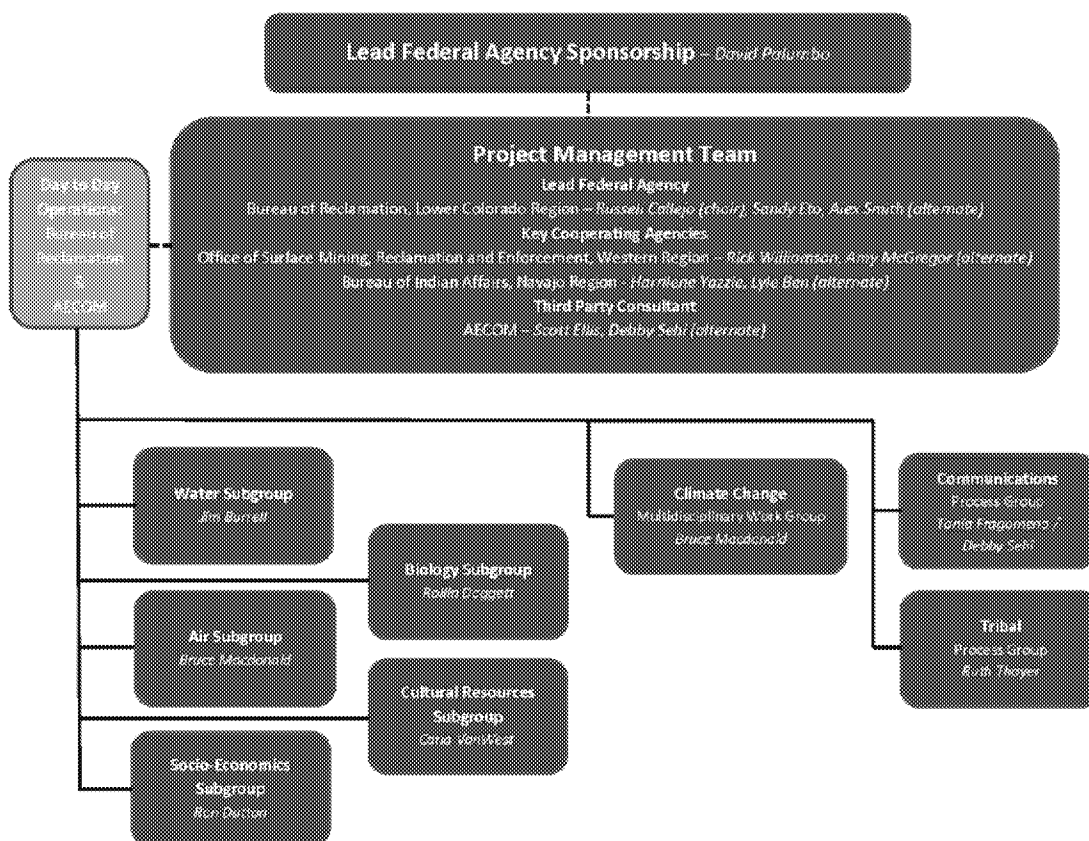 Lead Federal Agency Sponsorship – David Palumbo
Project Management Team
Lead Federal Agency
Bureau of Reclamation, Lower Colorado Region – Russell Callejo (chair), Sandy Eto, Alex Smith (alternate)
Key Cooperating Agencies
Office of Surface Mining, Reclamation and Enforcement, Western Region – Rick Williamson, Amy McGregor (alternate)
Bureau of Indian Affairs, Navajo Region - Harrilene Yazzie, Lyle Ben (alternate)
Third Party Consultant
AECOM – Scott Ellis, Debby Sehi (alternate)
Day to Day
Operations:
Bureau of
Reclamation
&
AECOM
Water Subgroup
Jim Burrell
Biology Subgroup
Rollin Daggett
Air Subgroup
Bruce Macdonald
Cultural Resources
Subgroup
Carla VanWest
Socio-Economics
Subgroup
Ron Dutton
Climate Change
Multidisciplinary Work Group
Bruce Macdonald
Communications
Process Group
Tania Fragomeno /
Debby Sehi
Tribal
Process Group
Ruth Thayer